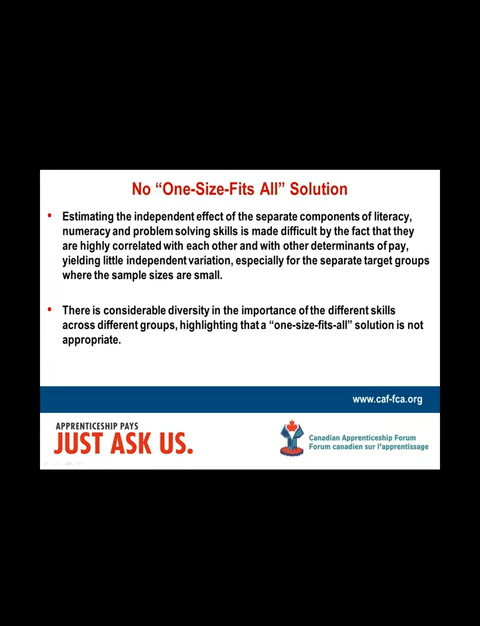 No “One-Size-Fits All” Solution
• Estimating the independent effect of the separate components of literacy,
numeracy and problem solving skills is made difficult by the fact that they
are highly correlated with each other and with other determinants of pay,
yielding little independent variation, especially for the separate target groups
where the sample sizes are small.
• There is considerable diversity in the importance of the different skills
across different groups, highlighting that a “one-size-fits-all” solution is not
appropriate.
www.caf-fca.org
APPRENTICESHIP PAYS
JUST ASK US.
Canadian Apprenticeship Forum
Forum canadien sur l'apprentissage